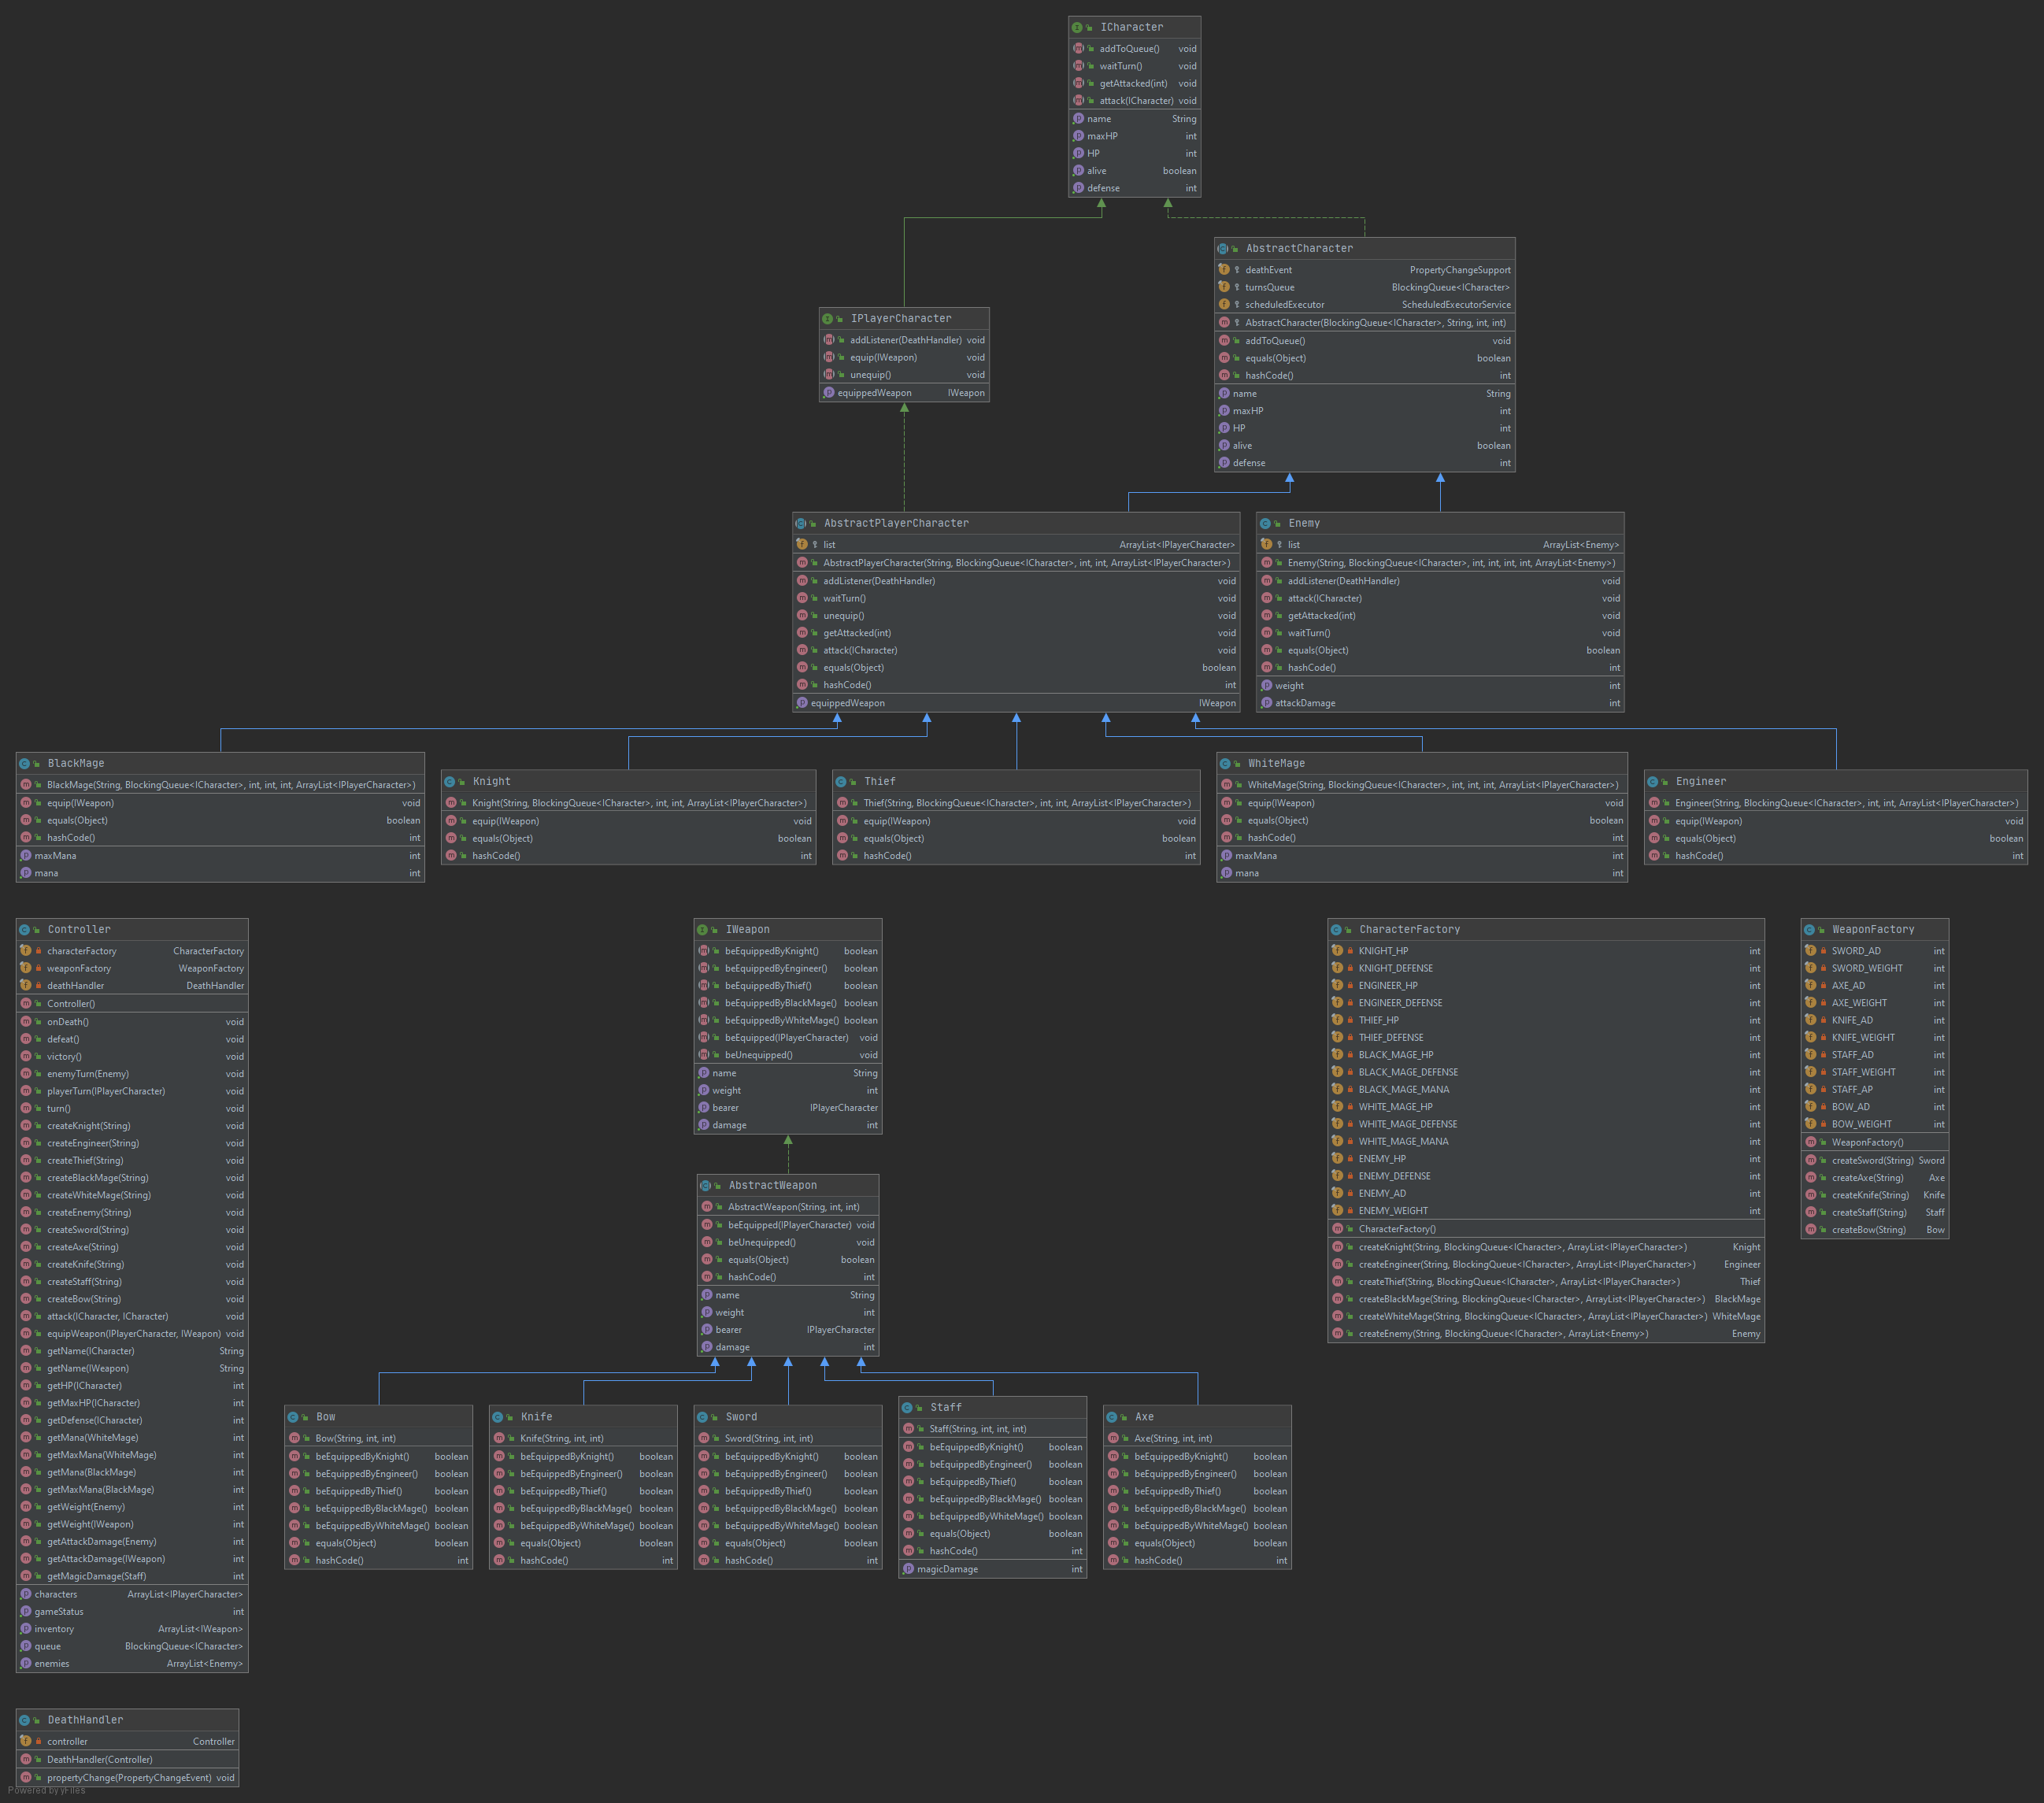 ICharacter
addToQueue() void
waitTurn() void
getAttacked(int) void
attack(ICharacter) void
name String
maxHP int
HP int
alive boolean
defense int
AbstractCharacter
deathEvent PropertyChangeSupport
turnsQueue BlockingQueue<ICharacter>
scheduledExecutor ScheduledExecutorService
AbstractCharacter(BlockingQueue<ICharacter>, String, int, int)
addToQueue() void
equals(Object) boolean
hashCode() int
name String
maxHP int
HP int
alive boolean
defense int
IPlayerCharacter
addListener(DeathHandler) void
equip(IWeapon) void
unequip() void
equippedWeapon IWeapon
AbstractPlayerCharacter
list ArrayList<IPlayerCharacter>
AbstractPlayerCharacter(String, BlockingQueue<ICharacter>, int, int, ArrayList<IPlayerCharacter>)
addListener(DeathHandler) void
waitTurn() void
unequip() void
getAttacked(int) void
attack(ICharacter) void
equals(Object) boolean
hashCode() int
equippedWeapon IWeapon
Enemy
list ArrayList<Enemy>
Enemy(String, BlockingQueue<ICharacter>, int, int, int, int, ArrayList<Enemy>)
addListener(DeathHandler) void
attack(ICharacter) void
getAttacked(int) void
waitTurn() void
equals(Object) boolean
hashCode() int
weight int
attackDamage int
BlackMage
BlackMage(String, BlockingQueue<ICharacter>, int, int, int, ArrayList<IPlayerCharacter>)
equip(IWeapon) void
equals(Object) boolean
hashCode() int
maxMana int
mana int
Knight
Knight(String, BlockingQueue<ICharacter>, int, int, ArrayList<IPlayerCharacter>)
equip(IWeapon) void
equals(Object) boolean
hashCode() int
Thief
Thief(String, BlockingQueue<ICharacter>, int, int, ArrayList<IPlayerCharacter>)
equip(IWeapon) void
equals(Object) boolean
hashCode() int
WhiteMage
WhiteMage(String, BlockingQueue<ICharacter>, int, int, int, ArrayList<IPlayerCharacter>)
equip(IWeapon) void
equals(Object) boolean
hashCode() int
maxMana int
mana int
Engineer
Engineer(String, BlockingQueue<ICharacter>, int, int, ArrayList<IPlayerCharacter>)
equip(IWeapon) void
equals(Object) boolean
hashCode() int
Controller
characterFactory CharacterFactory
weaponFactory WeaponFactory
deathHandler DeathHandler
Controller()
onDeath() void
defeat() void
victory() void
enemyTurn(Enemy) void
playerTurn(IPlayerCharacter) void
turn() void
createKnight(String) void
createEngineer(String) void
createThief(String) void
createBlackMage(String) void
createWhiteMage(String) void
createEnemy(String) void
createSword(String) void
createAxe(String) void
createKnife(String) void
createStaff(String) void
createBow(String) void
attack(ICharacter, ICharacter) void
equipWeapon(IPlayerCharacter, IWeapon) void
getName(ICharacter) String
getName(IWeapon) String
getHP(ICharacter) int
getMaxHP(ICharacter) int
getDefense(ICharacter) int
getMana(WhiteMage) int
getMaxMana(WhiteMage) int
getMana(BlackMage) int
getMaxMana(BlackMage) int
getWeight(Enemy) int
getWeight(IWeapon) int
getAttackDamage(Enemy) int
getAttackDamage(IWeapon) int
getMagicDamage(Staff) int
characters ArrayList<IPlayerCharacter>
gameStatus int
inventory ArrayList<IWeapon>
queue BlockingQueue<ICharacter>
enemies ArrayList<Enemy>
IWeapon
beEquippedByKnight() boolean
beEquippedByEngineer() boolean
beEquippedByThief() boolean
beEquippedByBlackMage() boolean
beEquippedByWhiteMage() boolean
beEquipped(IPlayerCharacter) void
beUnequipped() void
name String
weight int
bearer IPlayerCharacter
damage int
AbstractWeapon
AbstractWeapon(String, int, int)
beEquipped(IPlayerCharacter) void
beUnequipped() void
equals(Object) boolean
hashCode() int
name String
weight int
bearer IPlayerCharacter
damage int
Bow
Bow(String, int, int)
beEquippedByKnight() boolean
beEquippedByEngineer() boolean
beEquippedByThief() boolean
beEquippedByBlackMage() boolean
beEquippedByWhiteMage() boolean
equals(Object) boolean
hashCode() int
Knife
Knife(String, int, int)
beEquippedByKnight() boolean
beEquippedByEngineer() boolean
beEquippedByThief() boolean
beEquippedByBlackMage() boolean
beEquippedByWhiteMage() boolean
equals(Object) boolean
hashCode() int
Sword
Sword(String, int, int)
beEquippedByKnight() boolean
beEquippedByEngineer() boolean
beEquippedByThief() boolean
beEquippedByBlackMage() boolean
beEquippedByWhiteMage() boolean
equals(Object) boolean
hashCode() int
Staff
Staff(String, int, int, int)
beEquippedByKnight() boolean
beEquippedByEngineer() boolean
beEquippedByThief() boolean
beEquippedByBlackMage() boolean
beEquippedByWhiteMage() boolean
equals(Object) boolean
hashCode() int
magicDamage int
Axe
Axe(String, int, int)
beEquippedByKnight() boolean
beEquippedByEngineer() boolean
beEquippedByThief() boolean
beEquippedByBlackMage() boolean
beEquippedByWhiteMage() boolean
equals(Object) boolean
hashCode() int
CharacterFactory
KNIGHT_HP int
KNIGHT_DEFENSE int
ENGINEER_HP int
ENGINEER_DEFENSE int
THIEF_HP int
THIEF_DEFENSE int
BLACK_MAGE_HP int
BLACK_MAGE_DEFENSE int
BLACK_MAGE_MANA int
WHITE_MAGE_HP int
WHITE_MAGE_DEFENSE int
WHITE_MAGE_MANA int
ENEMY_HP int
ENEMY_DEFENSE int
ENEMY_AD int
ENEMY_WEIGHT int
CharacterFactory()
createKnight(String, BlockingQueue<ICharacter>, ArrayList<IPlayerCharacter>) Knight
createEngineer(String, BlockingQueue<ICharacter>, ArrayList<IPlayerCharacter>) Engineer
createThief(String, BlockingQueue<ICharacter>, ArrayList<IPlayerCharacter>) Thief
createBlackMage(String, BlockingQueue<ICharacter>, ArrayList<IPlayerCharacter>) BlackMage
createWhiteMage(String, BlockingQueue<ICharacter>, ArrayList<IPlayerCharacter>) WhiteMage
createEnemy(String, BlockingQueue<ICharacter>, ArrayList<Enemy>) Enemy
WeaponFactory
SWORD_AD int
SWORD_WEIGHT int
AXE_AD int
AXE_WEIGHT int
KNIFE_AD int
KNIFE_WEIGHT int
STAFF_AD int
STAFF_WEIGHT int
STAFF_AP int
BOW_AD int
BOW_WEIGHT int
WeaponFactory()
createSword(String) Sword
createAxe(String) Axe
createKnife(String) Knife
createStaff(String) Staff
createBow(String) Bow
DeathHandler
controller Controller
DeathHandler(Controller)
propertyChange(PropertyChangeEvent) void
Powered by yFiles